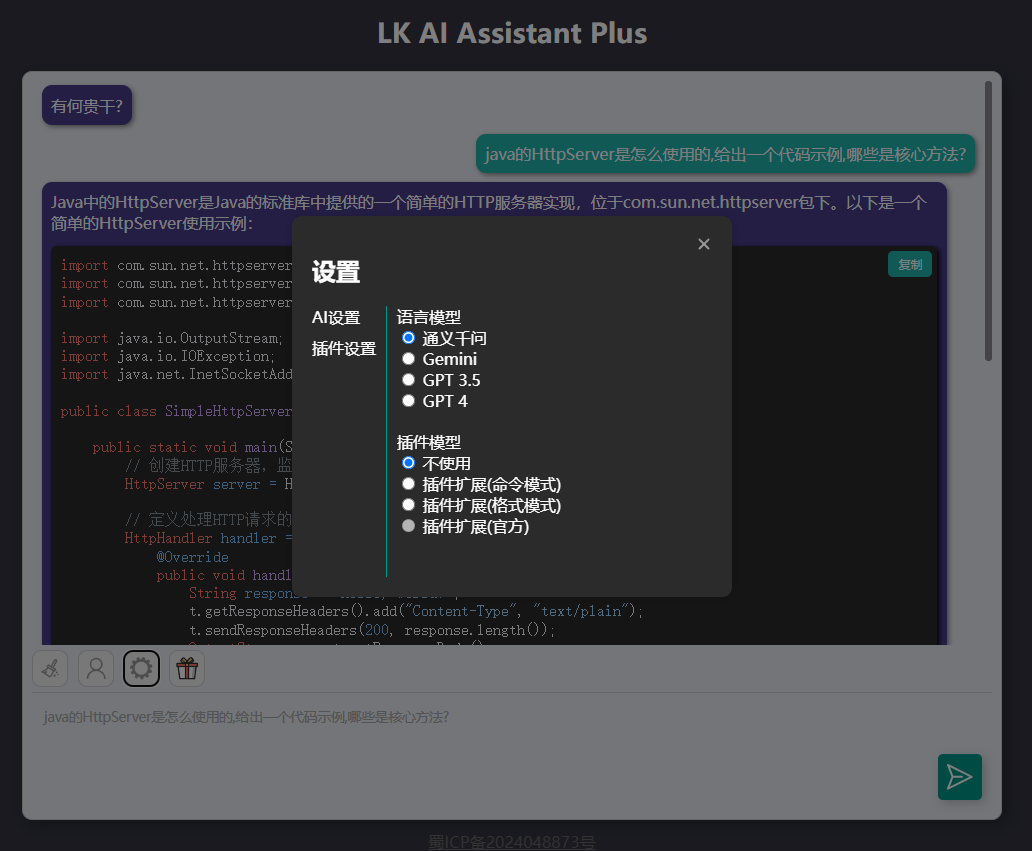 LK AI Assistant Plus
有何贵干?
java的HttpServer是怎么使用的,给出一个代码示例,哪些是核心方法?
Java中的HttpServer是Java的标准库中提供的一个简单的HTTP服务器实现，位于com.sun.net.httpserver包下。以下是一个
简单的HttpServer使用示例：
复制
import com.sun.net.httpserver
import com.sun.net.httpserver
import com.sun.net.httpserver
import java.io.OutputStream;
import java.io.IOException;
import java.net.InetSocketAdd
public class SimpleHttpServer
public static void main(S
// 创建HTTP服务器，监
HttpServer server = H
// 定义处理HTTP请求的
HttpHandler handler =
@Override
public void handl
String respons
t.getResponseHeaders().add("Content-Type", "text/plain");
t.sendResponseHeaders(200, response.length());
×
设置
AI设置
插件设置
语言模型
通义千问
Gemini
GPT 3.5
GPT 4
插件模型
不使用
插件扩展(命令模式)
插件扩展(格式模式)
插件扩展(官方)
java的HttpServer是怎么使用的,给出一个代码示例,哪些是核心方法?
蜀ICP备2024048873号